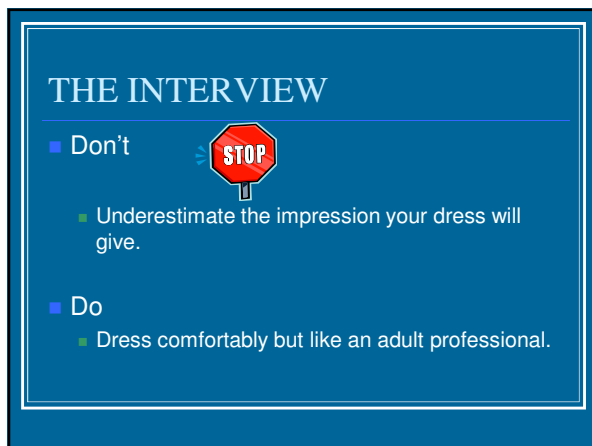 THE INTERVIEW
Don't
STOP
Underestimate the impression your dress will
give.
Do
Dress comfortably but like an adult professional.